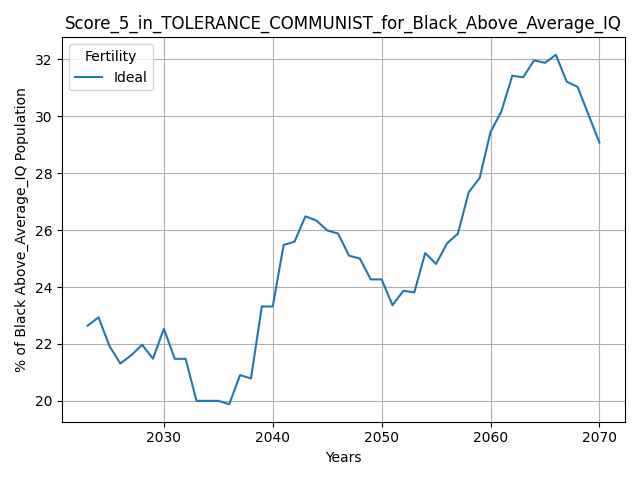 Score_5_in_TOLERANCE_COMMUNIST_for_Black_Above_Average_IQ
Fertility
Ideal
% of Black Above_Average_IQ Population
32
30
28
26
24
22
20
2030
2040
2050
2060
2070
Years